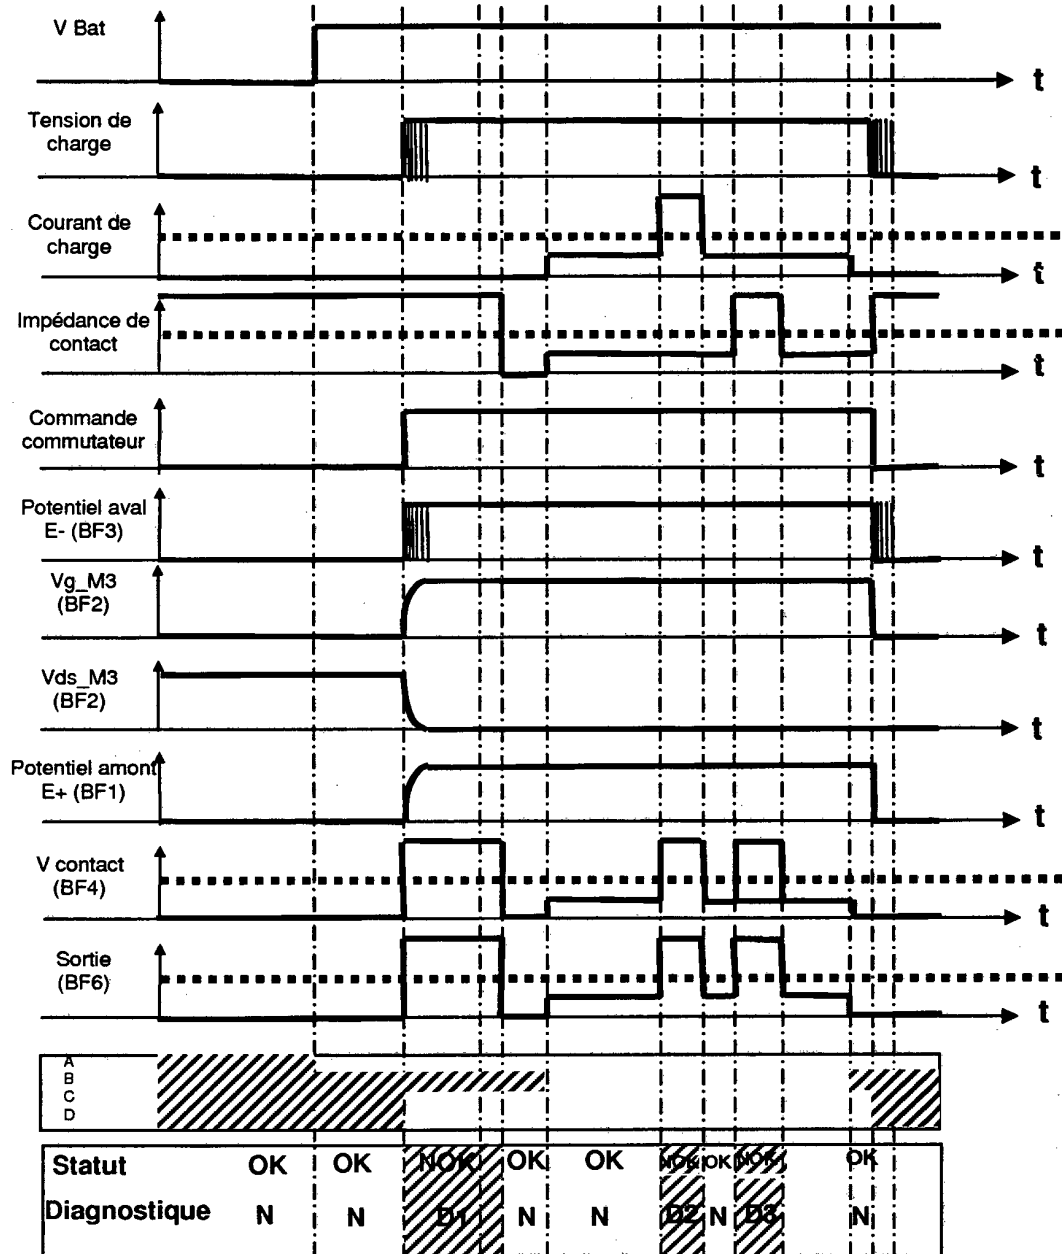 V Bat
t
Tension de
charge
t
Courant de
charge
t
Impédance de
contact
t
Commande
commutateur
t
Potentiel aval
E- (BF3)
t
Vg_M3
(BF2)
t
Vds_M3
(BF2)
t
Potentiel amont
E+ (BF1)
t
V contact
(BF4)
t
Sortie
(BF6)
t
A
B
C
D
Statut OK OK NOK OK OK NOK OK NOK OK
Diagnostique N N D1 N N D2 N D3 N